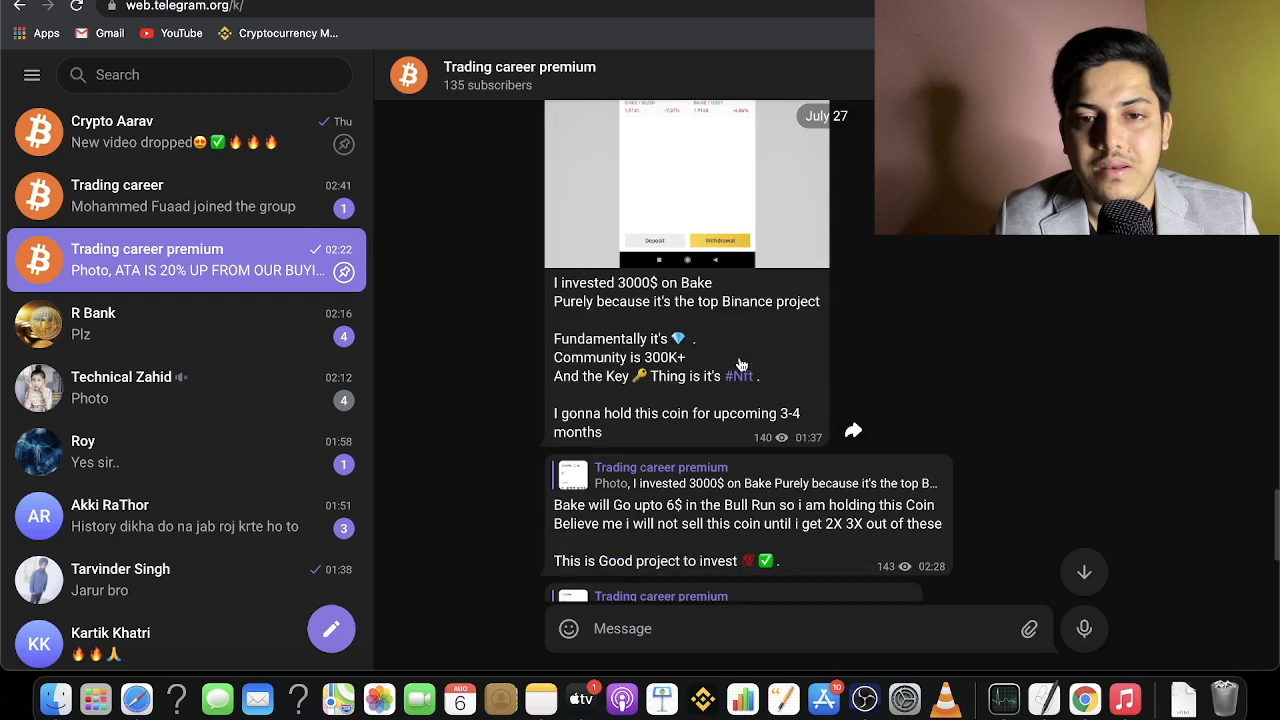 web.telegram.org/k/
Apps
Gmail
YouTube
Cryptocurrency M...
Search
Crypto Aarav
Thu
New video dropped😍✅🔥🔥🔥
Trading career
02:41
Mohammed Fuaad joined the group
1
Trading career premium
02:22
Photo, ATA IS 20% UP FROM OUR BUYI...
R Bank
02:16
Plz
4
Technical Zahid
02:12
Photo
4
Roy
01:58
Yes sir..
1
AR
Akki RaThor
01:51
History dikha do na jab roj krte ho to
3
Tarvinder Singh
01:38
Jarur bro
KK
Kartik Khatri
🔥🔥🙏
Trading career premium
135 subscribers
July 27
Deposit
Withdrawal
I invested 3000$ on Bake
Purely because it's the top Binance project
Fundamentally it's 💎 .
Community is 300K+
And the Key 🔑 Thing is it's #Nft .
I gonna hold this coin for upcoming 3-4
months
140 01:37
Trading career premium
Photo, I invested 3000$ on Bake Purely because it's the top B...
Bake will Go upto 6$ in the Bull Run so i am holding this Coin
Believe me i will not sell this coin until i get 2X 3X out of these
This is Good project to invest 💯✅ .
143 02:28
Trading career premium
Message
AUG
6
1
10